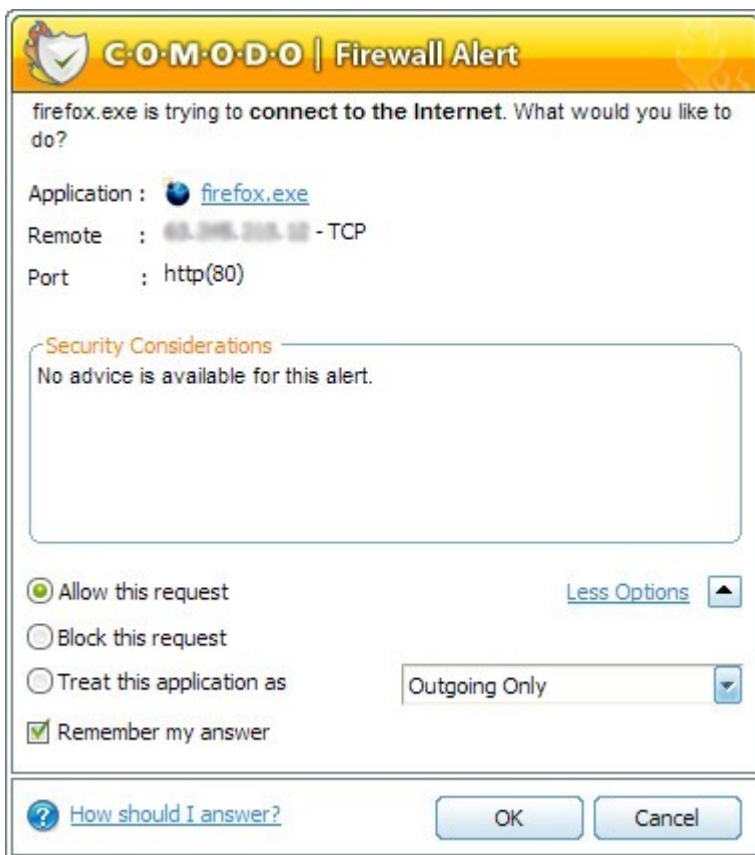 C·O·M·O·D·O | Firewall Alert
firefox.exe is trying to connect to the Internet. What would you like to
do?
Application : firefox.exe
Remote : - TCP
Port : http(80)
Security Considerations
No advice is available for this alert.
Allow this request
Less Options
Block this request
Treat this application as Outgoing Only
Remember my answer
How should I answer? OK Cancel